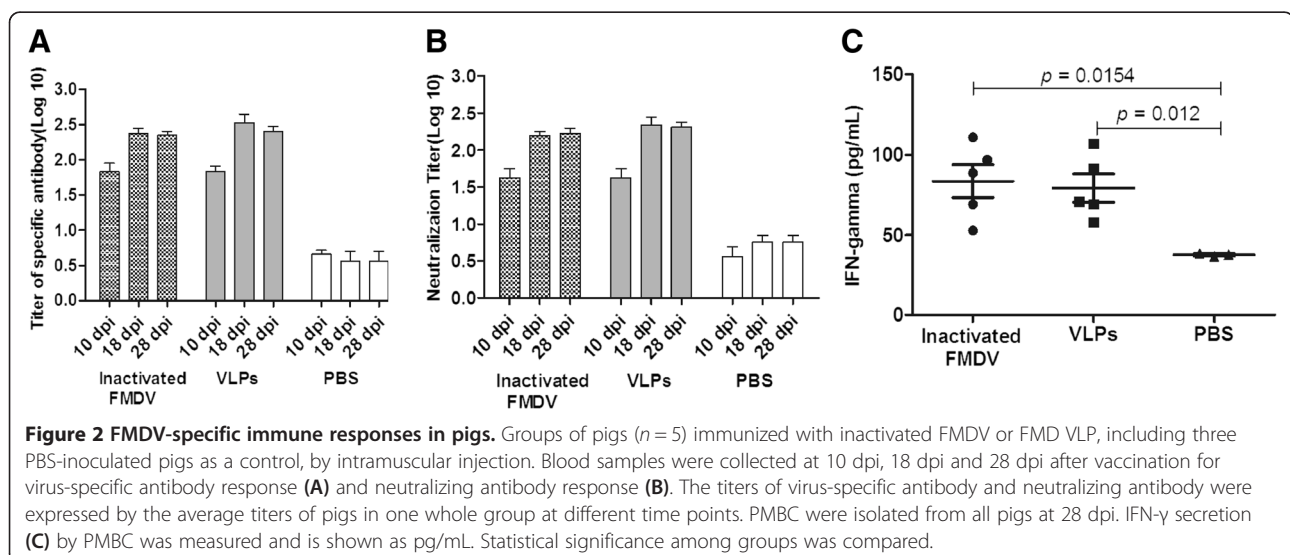 A
B
C
Titer of specific antibody(Log 10)
3.0
2.5
2.0
1.5
1.0
0.5
0.0
10 dpi
18 dpi
28 dpi
10 dpi
18 dpi
28 dpi
10 dpi
18 dpi
28 dpi
Inactivated
FMDV
VLPs
PBS
Neutralizaion Titer(Log 10)
3.0
2.5
2.0
1.5
1.0
0.5
0.0
10 dpi
18 dpi
28 dpi
10 dpi
18 dpi
28 dpi
10 dpi
18 dpi
28 dpi
Inactivated
FMDV
VLPs
PBS
IFN-gamma (pg/mL)
150
100
50
0
p = 0.0154
p = 0.012
Inactivated
FMDV
VLPs
PBS
Figure 2 FMDV-specific immune responses in pigs. Groups of pigs (n = 5) immunized with inactivated FMDV or FMD VLP, including three
PBS-inoculated pigs as a control, by intramuscular injection. Blood samples were collected at 10 dpi, 18 dpi and 28 dpi after vaccination for
virus-specific antibody response (A) and neutralizing antibody response (B). The titers of virus-specific antibody and neutralizing antibody were
expressed by the average titers of pigs in one whole group at different time points. PMBC were isolated from all pigs at 28 dpi. IFN-γ secretion
(C) by PMBC was measured and is shown as pg/mL. Statistical significance among groups was compared.